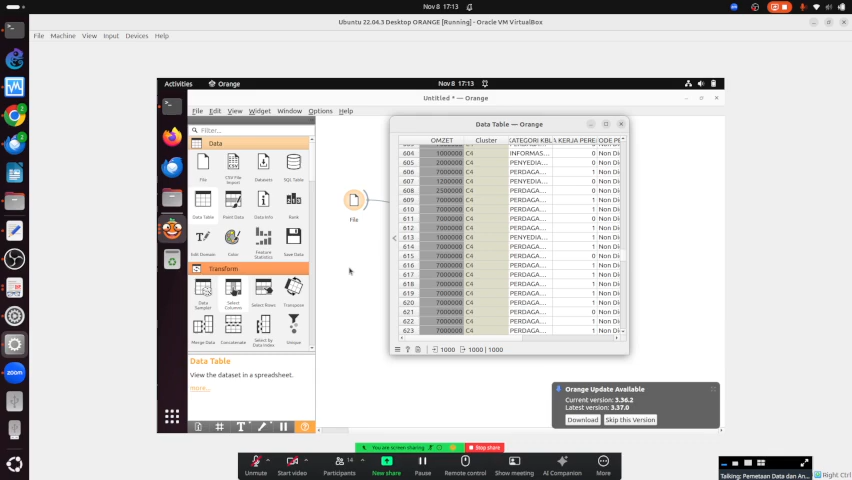 Nov 8 17:13
Ubuntu 22.04.3 Desktop ORANGE [Running] - Oracle VM VirtualBox
File Machine View Input Devices Help
Activities Orange Nov 8 17:13
Untitled * — Orange
File Edit View Widget Window Options Help
Filter...
Data
File CSV File Import Datasets SQL Table
Data Table Paint Data Data Info Rank
Edit Domain Color Feature Statistics Save Data
Transform
Data Sampler Select Columns Select Rows Transpose
Merge Data Concatenate Select by Data Index Unique
Data Table
View the dataset in a spreadsheet.
more...
File
Data Table — Orange
OMZET Cluster KATEGORI KBL
604 1000000 C4 INFORMAS... 0 Non Di
605 2000000 C4 PENYEDIA... 0 Non Di
606 7000000 C4 PERDAGA... 1 Non Di
607 1200000 C4 PENYEDIA... 0 Non Di
608 2500000 C4 PERDAGA... 0 Non Di
609 7000000 C4 PERDAGA... 1 Non Di
610 7000000 C4 PERDAGA... 1 Non Di
611 7000000 C4 PERDAGA... 0 Non Di
612 7000000 C4 PERDAGA... 1 Non Di
613 1000000 C4 PENYEDIA... 1 Non Di
614 7000000 C4 PERDAGA... 1 Non Di
615 7000000 C4 PERDAGA... 0 Non Di
616 7000000 C4 PERDAGA... 1 Non Di
617 7000000 C4 PERDAGA... 1 Non Di
618 7000000 C4 PERDAGA... 1 Non Di
619 7000000 C4 PERDAGA... 1 Non Di
620 7000000 C4 PERDAGA... 1 Non Di
621 7000000 C4 PERDAGA... 0 Non Di
622 7000000 C4 PERDAGA... 1 Non Di
623 7000000 C4 PERDAGA... 1 Non Di
1000 1000 | 1000
Orange Update Available
Current version: 3.36.2
Latest version: 3.37.0
Download Skip this Version
You are screen sharing Stop share
Unmute Start video Participants 14 New share Pause Remote control Show meeting AI Companion More
Talking: Pemetaan Data dan An...
Right Ctrl
zoom